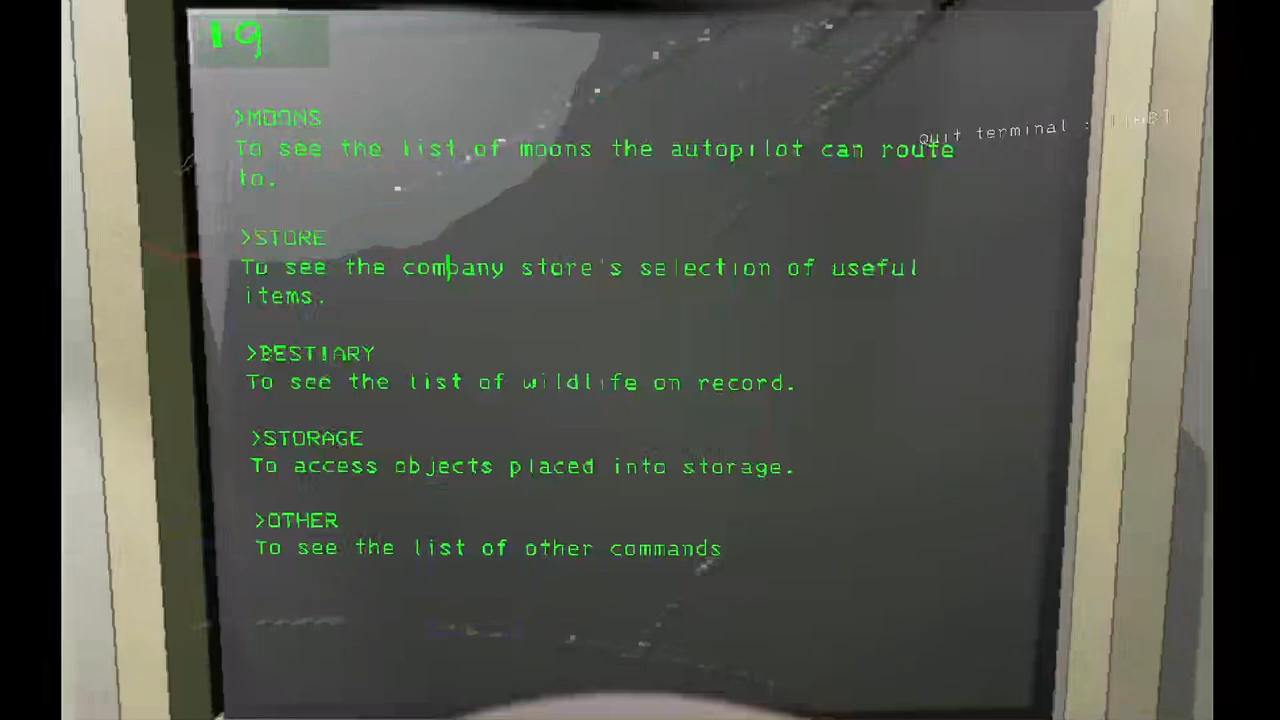 19
>MOONS
To see the list of moons the autopilot can route
to.
Quit terminal : [TAB]
>STORE
To see the company store's selection of useful
items.
>BESTIARY
To see the list of wildlife on record.
>STORAGE
To access objects placed into storage.
>OTHER
To see the list of other commands